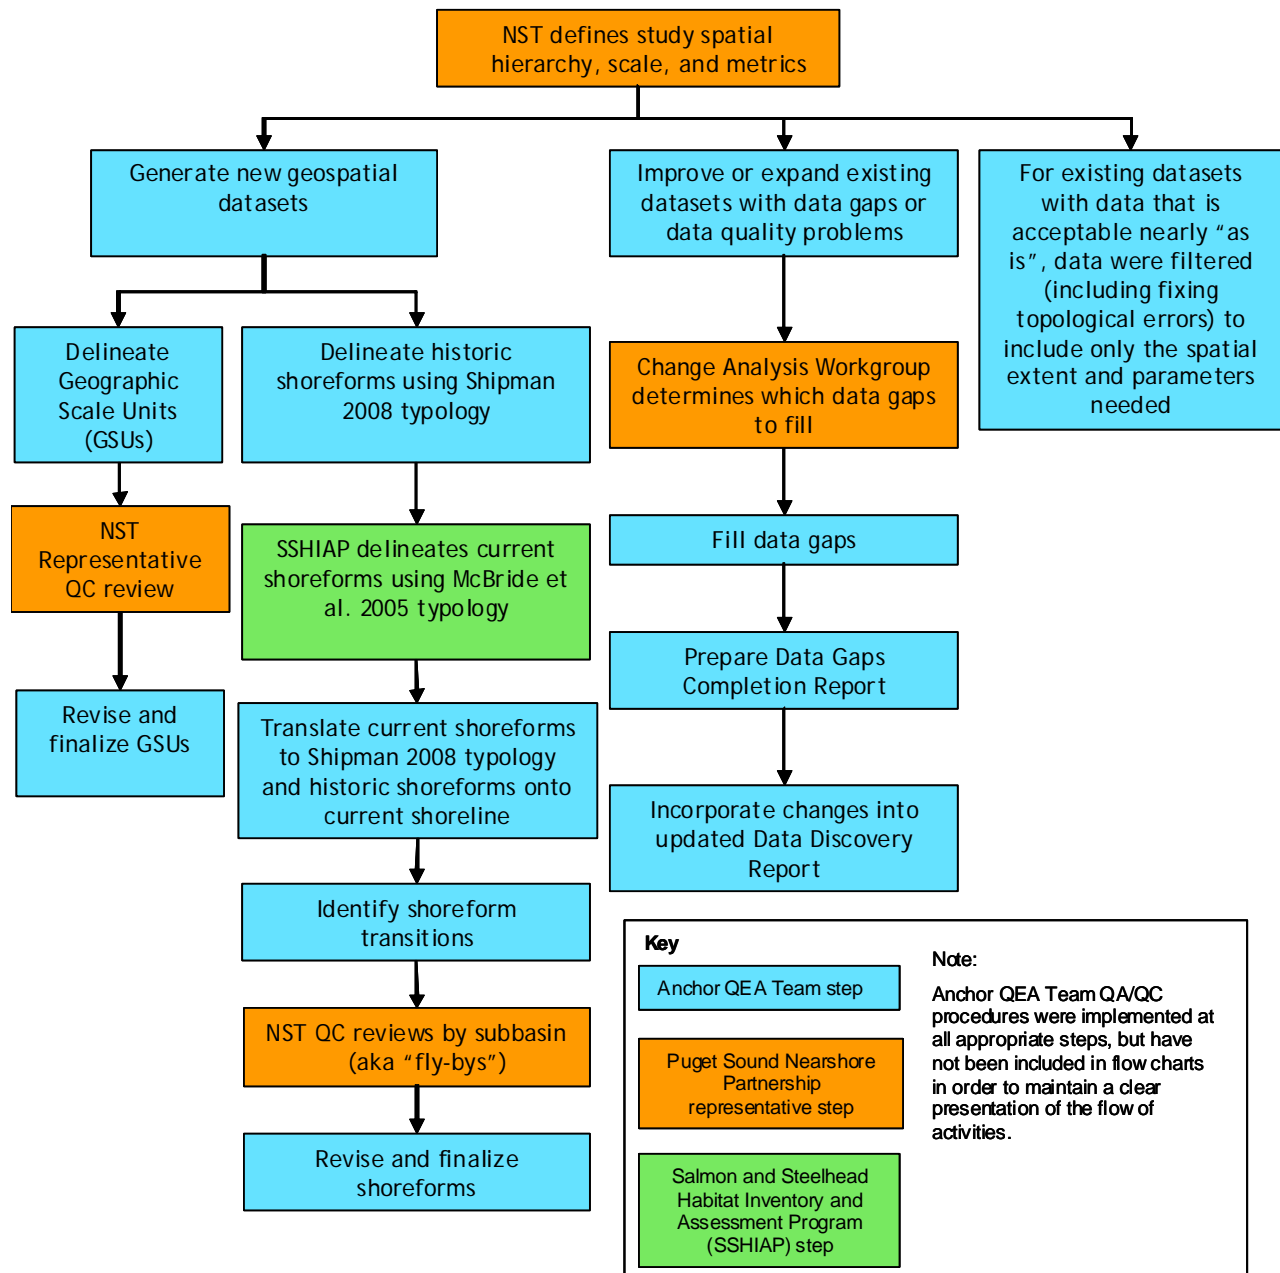 NST defines study spatial
hierarchy, scale, and metrics
Generate new geospatial
datasets
Improve or expand existing
datasets with data gaps or
data quality problems
For existing datasets
with data that is
acceptable nearly “as
is”, data were filtered
(including fixing
topological errors) to
include only the spatial
extent and parameters
needed
Delineate
Geographic
Scale Units
(GSUs)
Delineate historic
shoreforms using Shipman
2008 typology
Change Analysis Workgroup
determines which data gaps
to fill
NST
Representative
QC review
SSHIAP delineates current
shoreforms using McBride et
al. 2005 typology
Fill data gaps
Prepare Data Gaps
Completion Report
Revise and
finalize GSUs
Translate current shoreforms
to Shipman 2008 typology
and historic shoreforms onto
current shoreline
Incorporate changes into
updated Data Discovery
Report
Identify shoreform
transitions
NST QC reviews by subbasin
(aka “fly-bys”)
Revise and finalize
shoreforms
Key
Anchor QEA Team step
Puget Sound Nearshore
Partnership
representative step
Salmon and Steelhead
Habitat Inventory and
Assessment Program
(SSHIAP) step
Note:
Anchor QEA Team QA/QC
procedures were implemented at
all appropriate steps, but have
not been included in flow charts
in order to maintain a clear
presentation of the flow of
activities.